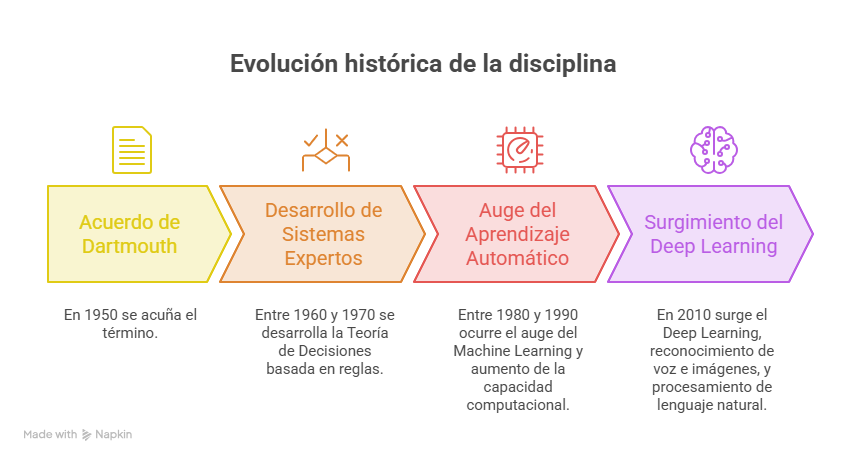 Evolución histórica de la disciplina
Acuerdo de
Dartmouth
Desarrollo de
Sistemas
Expertos
Auge del
Aprendizaje
Automático
Surgimiento del
Deep Learning
En 1950 se acuña el
término.
Entre 1960 y 1970 se
desarrolla la Teoría
de Decisiones
basada en reglas.
Entre 1980 y 1990
ocurre el auge del
Machine Learning y
aumento de la
capacidad
computacional.
En 2010 surge el
Deep Learning,
reconocimiento de
voz e imágenes, y
procesamiento de
lenguaje natural.
Made with Napkin